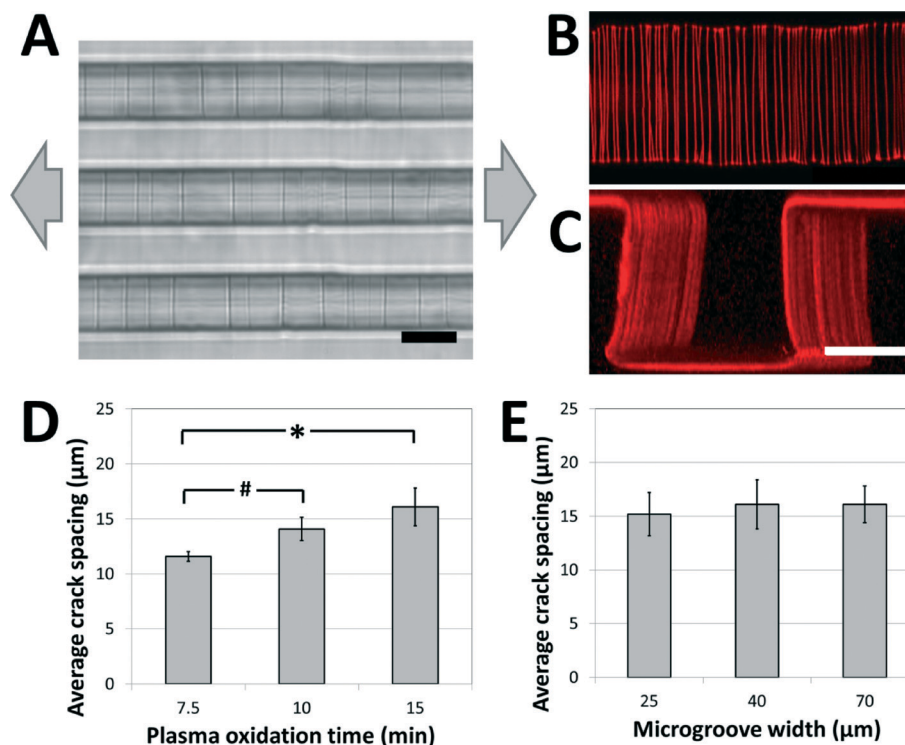 A
B
C
D
25
20
15
10
5
0
*
#
Average crack spacing (µm)
7.5 10 15
Plasma oxidation time (min)
E
25
20
15
10
5
0
Average crack spacing (µm)
25 40 70
Microgroove width (µm)